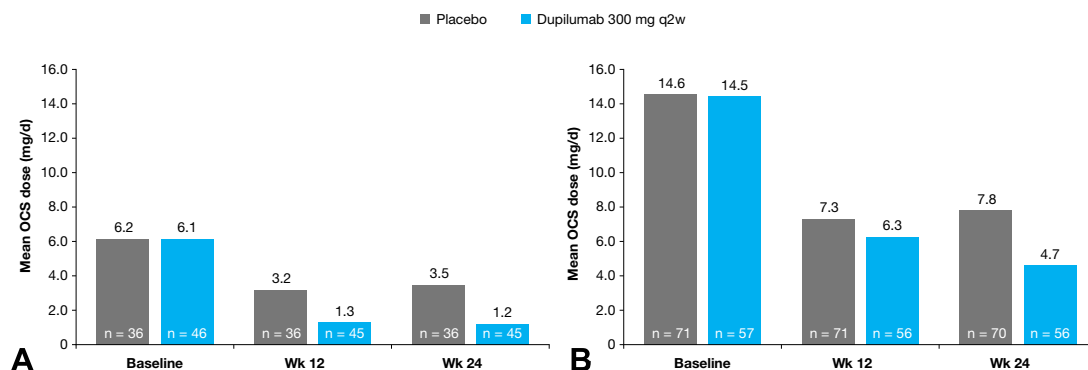 Placebo Dupilumab 300 mg q2w
Mean OCS dose (mg/d)
16.0
14.0
12.0
10.0
8.0
6.0
4.0
2.0
0
6.2 6.1
3.2 1.3
3.5 1.2
n = 36 n = 46 n = 36 n = 45 n = 36 n = 45
Baseline Wk 12 Wk 24
A
Mean OCS dose (mg/d)
16.0
14.0
12.0
10.0
8.0
6.0
4.0
2.0
0
14.6 14.5
7.3 6.3
7.8 4.7
n = 71 n = 57 n = 71 n = 56 n = 70 n = 56
Baseline Wk 12 Wk 24
B